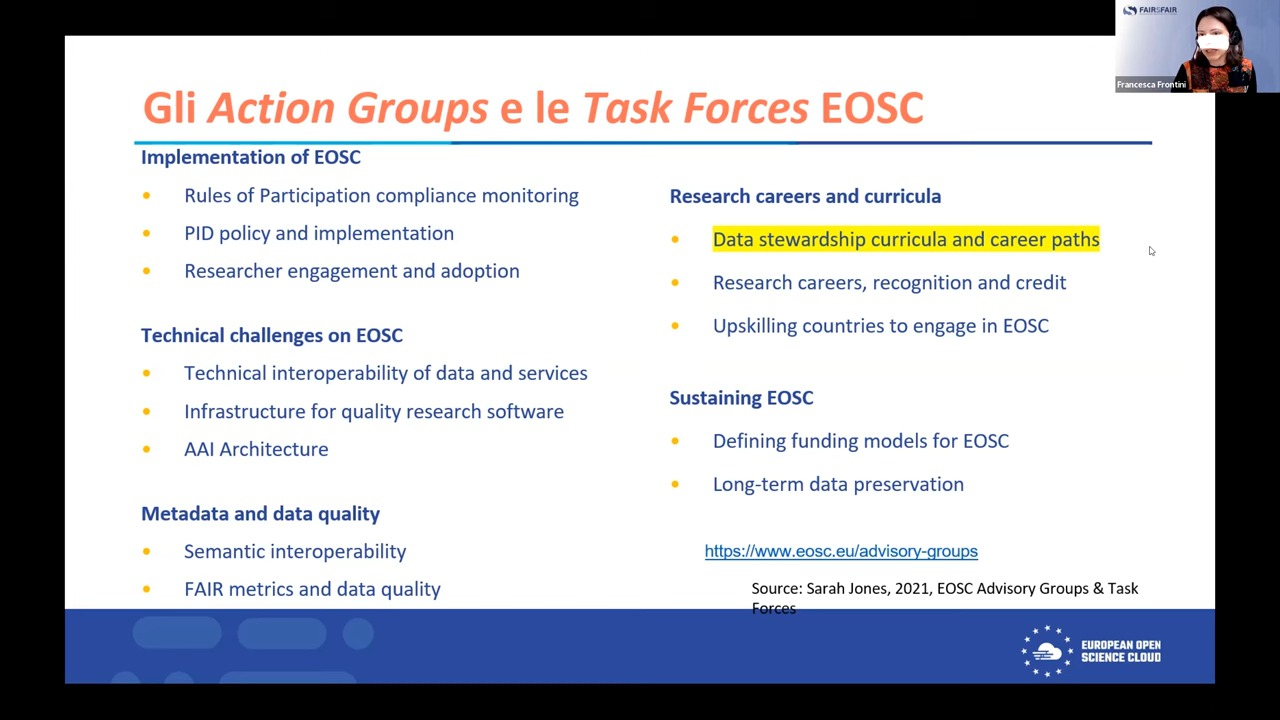 FAIRSFAIR
Francesca Frontini
Gli Action Groups e le Task Forces EOSC
Implementation of EOSC
Rules of Participation compliance monitoring
PID policy and implementation
Researcher engagement and adoption
Technical challenges on EOSC
Technical interoperability of data and services
Infrastructure for quality research software
AAI Architecture
Metadata and data quality
Semantic interoperability
FAIR metrics and data quality
Research careers and curricula
Data stewardship curricula and career paths
Research careers, recognition and credit
Upskilling countries to engage in EOSC
Sustaining EOSC
Defining funding models for EOSC
Long-term data preservation
https://www.eosc.eu/advisory-groups
Source: Sarah Jones, 2021, EOSC Advisory Groups & Task
Forces
EUROPEAN OPEN
SCIENCE CLOUD